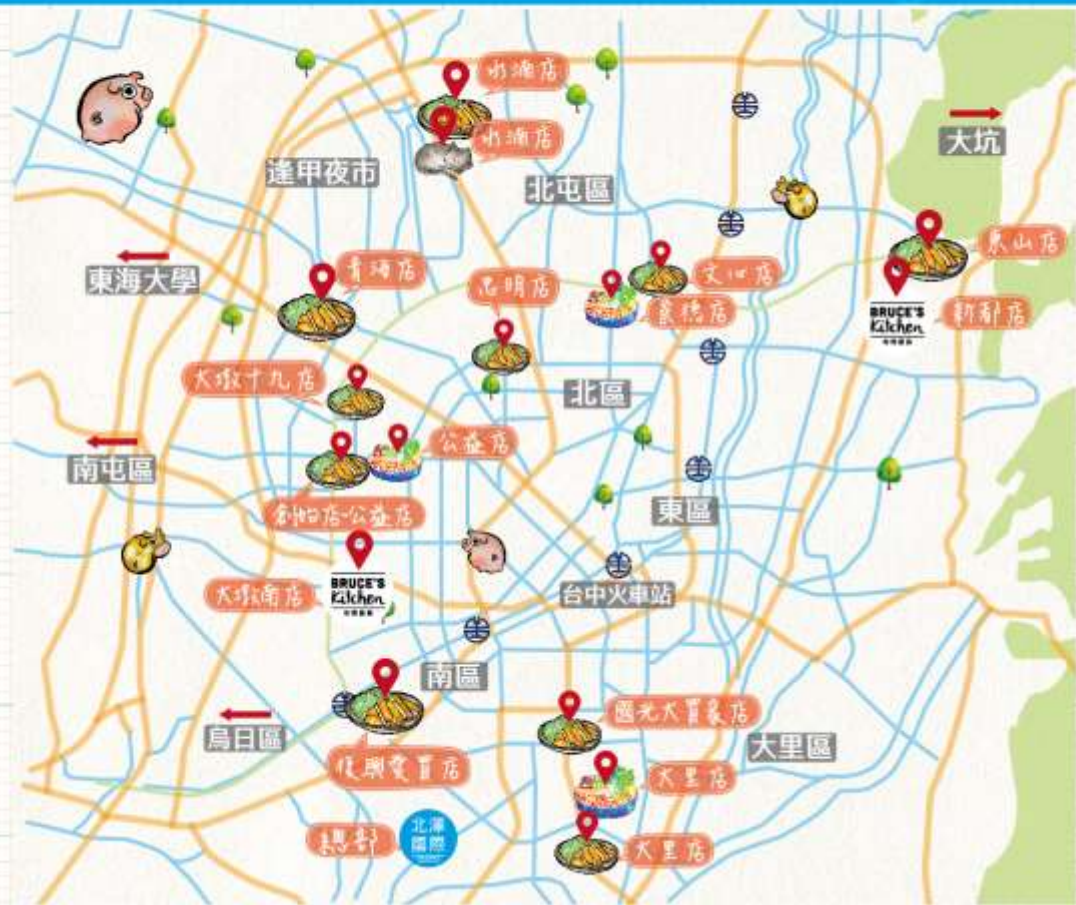 水湳店
水湳店
大坑
逢甲夜市
北屯區
東山店
東海大學
青海店
忠明店
文心店
崇德店
BRUCE'S
Kitchen
新都店
大墩十九店
北區
公益店
南屯區
創始店-公益店
東區
大墩南店
BRUCE'S
Kitchen
台中火車站
南區
國光大買家店
烏日區
大里區
復興愛買店
大里店
總部
北澤
國際
大里店